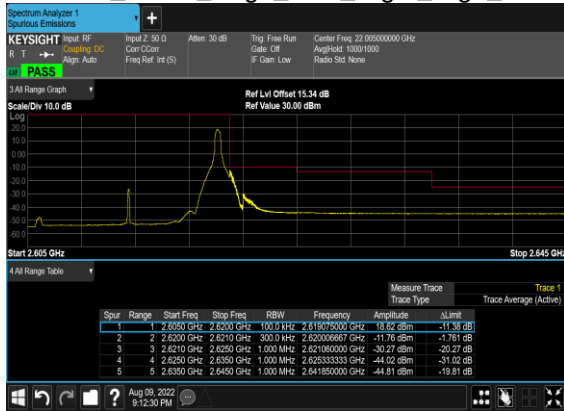 Spectrum Analyzer 1
Spurious Emissions
KEYSIGHT
R T
Input: RF
Coupling: DC
Align: Auto
Input Z: 50 Ω
Corr CCorr
Freq Ref: Int (S)
Atten: 30 dB
Trig: Free Run
Gate: Off
IF Gain: Low
Center Freq: 22.005000000 GHz
Avg|Hold: 1000/1000
Radio Std: None
PASS
3 All Range Graph
Ref Lvl Offset 15.34 dB
Scale/Div 10.0 dB
Ref Value 30.00 dBm
Log
20.0
10.0
0.00
-10.0
-20.0
-30.0
-40.0
-50.0
-60.0
Start 2.605 GHz
Stop 2.645 GHz
4 All Range Table
Measure Trace Trace 1
Trace Type Trace Average (Active)
Spur Range Start Freq Stop Freq RBW Frequency Amplitude ΔLimit
1 1 2.6050 GHz 2.6200 GHz 100.0 kHz 2.619075000 GHz 18.62 dBm -11.38 dB
2 2 2.6200 GHz 2.6210 GHz 300.0 kHz 2.620006667 GHz -11.76 dBm -1.761 dB
3 3 2.6210 GHz 2.6250 GHz 1.000 MHz 2.621060000 GHz -30.27 dBm -20.27 dB
4 4 2.6250 GHz 2.6350 GHz 1.000 MHz 2.625333333 GHz -44.02 dBm -31.02 dB
5 5 2.6350 GHz 2.6450 GHz 1.000 MHz 2.641850000 GHz -44.81 dBm -19.81 dB
Aug 09, 2022
9:12:30 PM